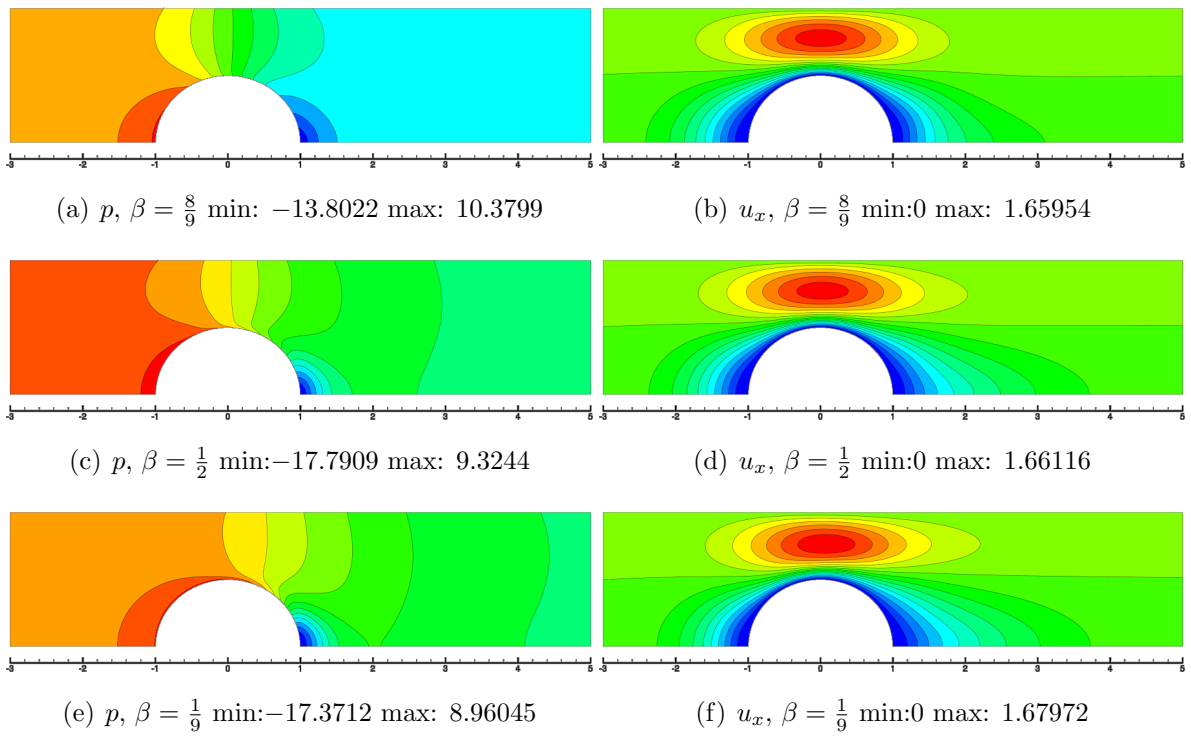 -3 -2 -1 0 1 2 3 4 5 -3 -2 -1 0 1 2 3 4 5
(a) p, β = 8/9 min: −13.8022 max: 10.3799 (b) u_x, β = 8/9 min:0 max: 1.65954
-3 -2 -1 0 1 2 3 4 5 -3 -2 -1 0 1 2 3 4 5
(c) p, β = 1/2 min:−17.7909 max: 9.3244 (d) u_x, β = 1/2 min:0 max: 1.66116
-3 -2 -1 0 1 2 3 4 5 -3 -2 -1 0 1 2 3 4 5
(e) p, β = 1/9 min:−17.3712 max: 8.96045 (f) u_x, β = 1/9 min:0 max: 1.67972